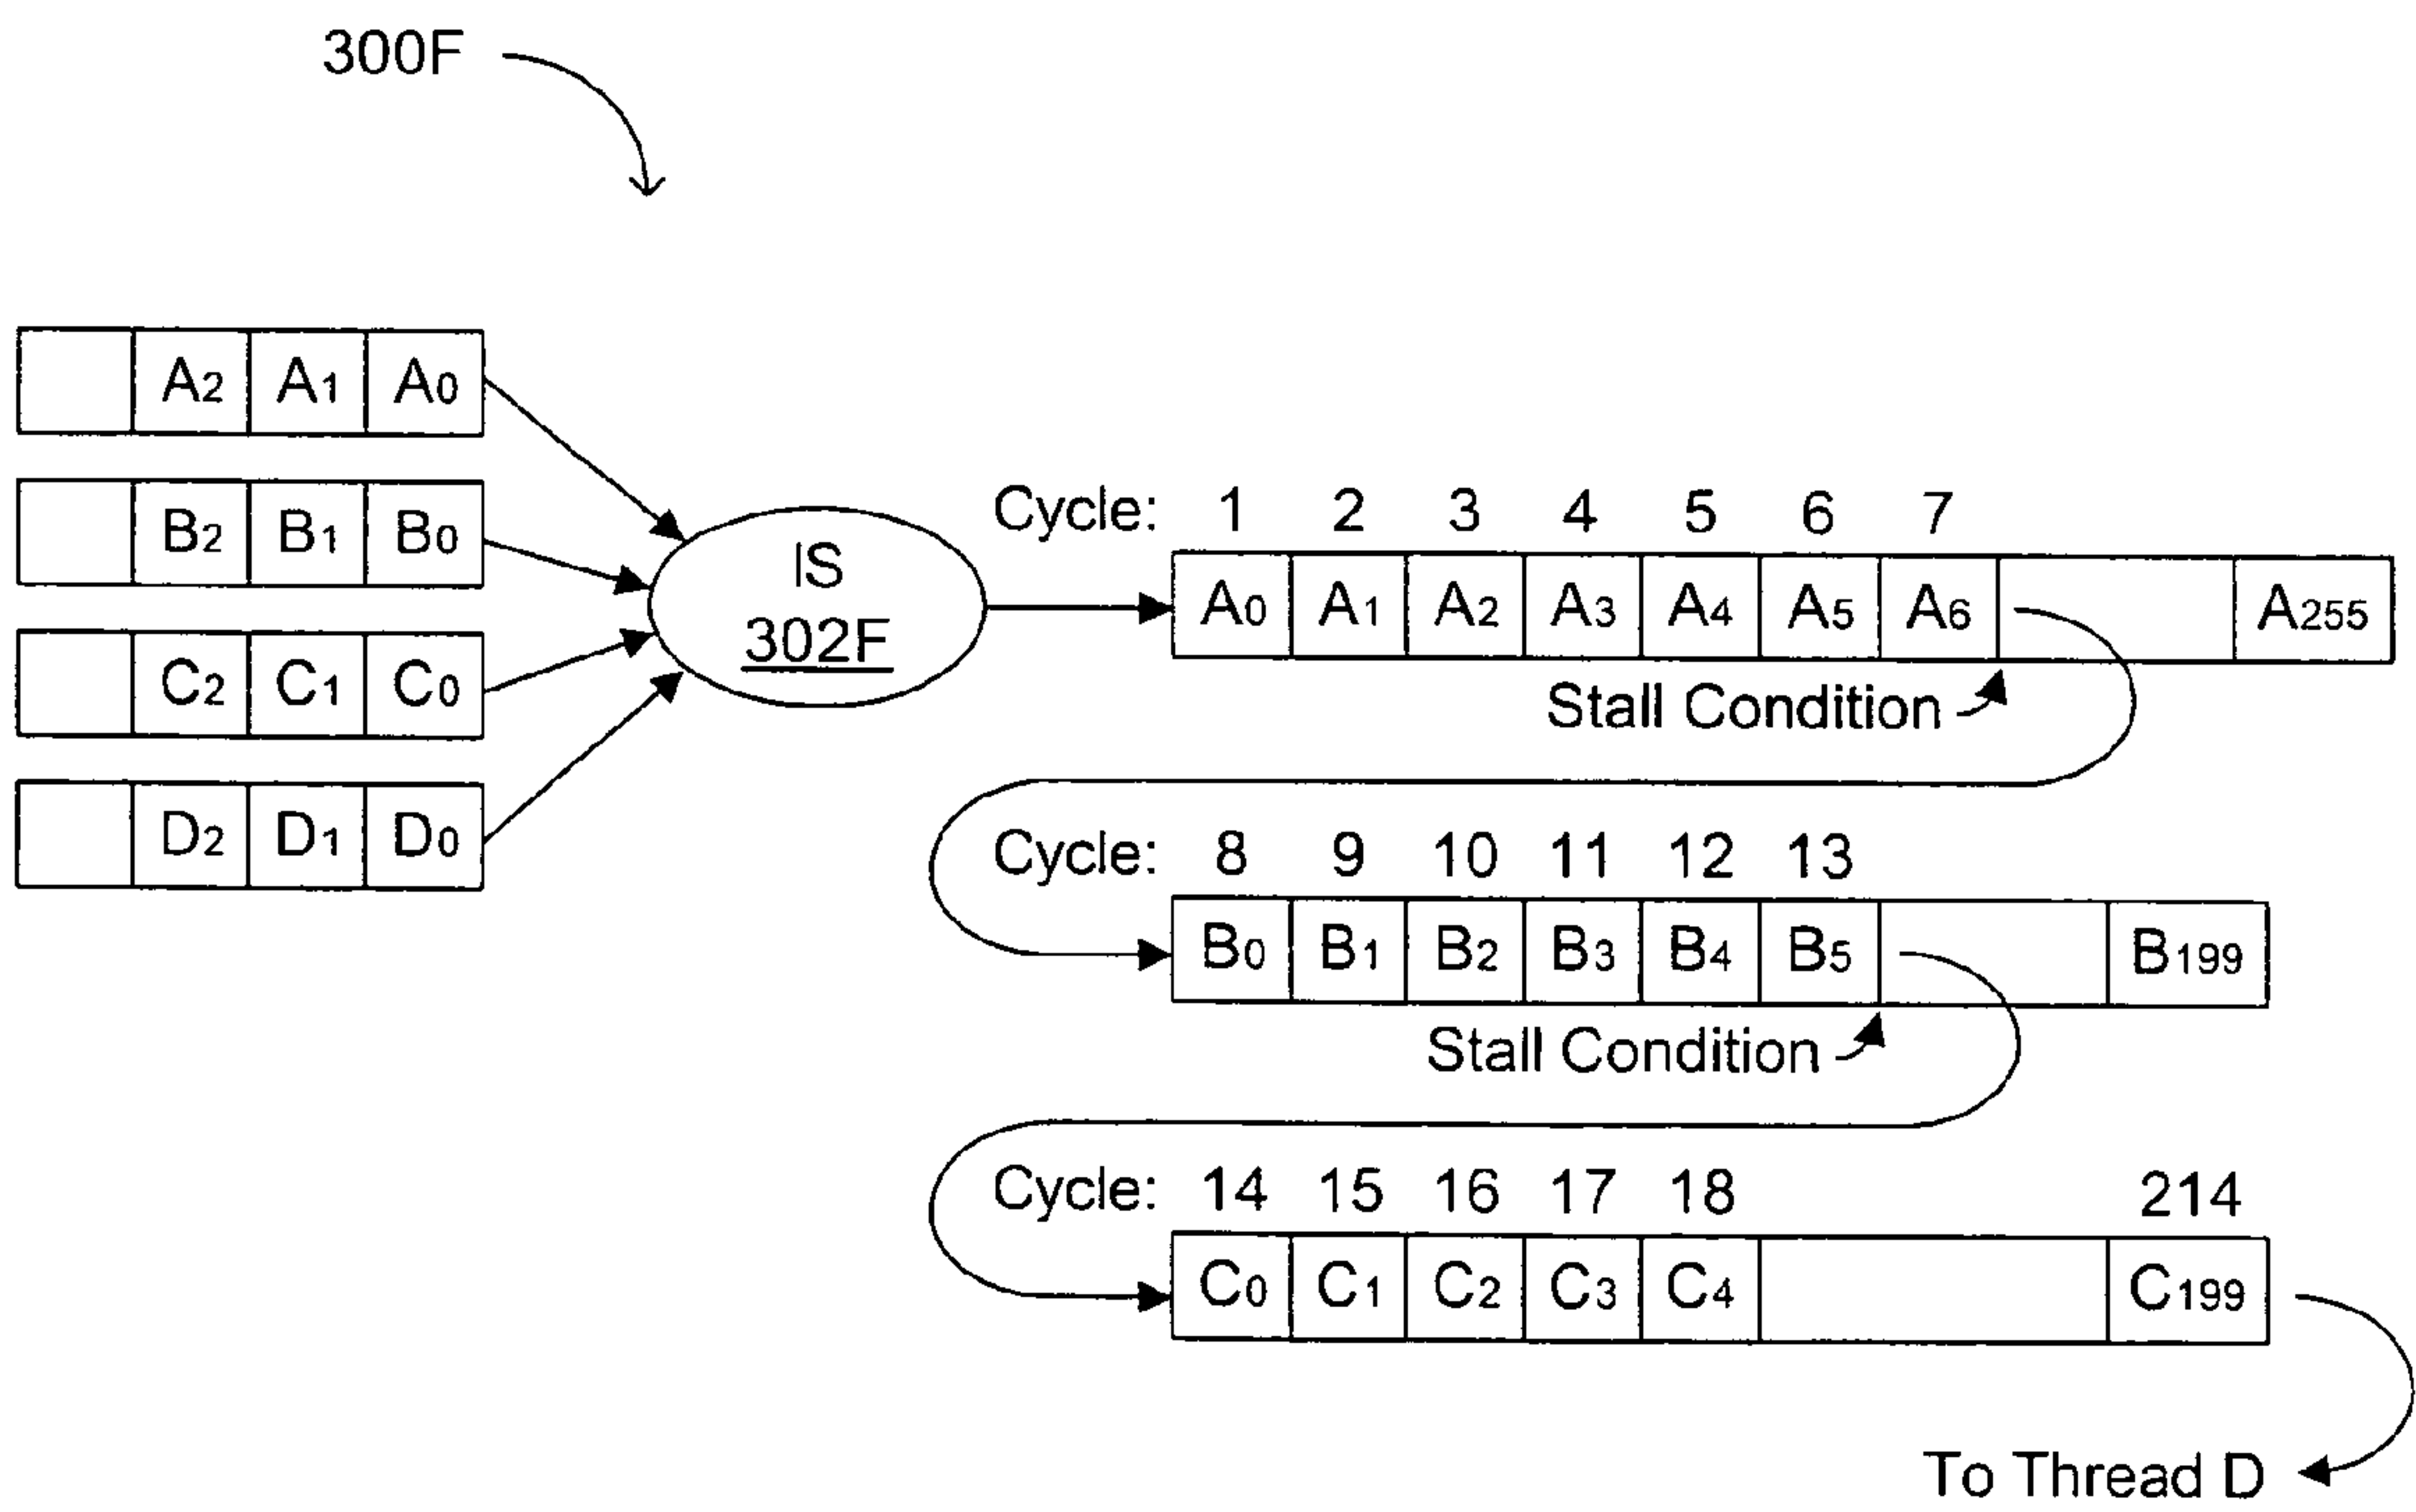 300F
A2 A1 A0
B2 B1 B0
C2 C1 C0
D2 D1 D0
IS
302F
Cycle: 1 2 3 4 5 6 7
A0 A1 A2 A3 A4 A5 A6 A255
Stall Condition
Cycle: 8 9 10 11 12 13
B0 B1 B2 B3 B4 B5 B199
Stall Condition
Cycle: 14 15 16 17 18 214
C0 C1 C2 C3 C4 C199
To Thread D